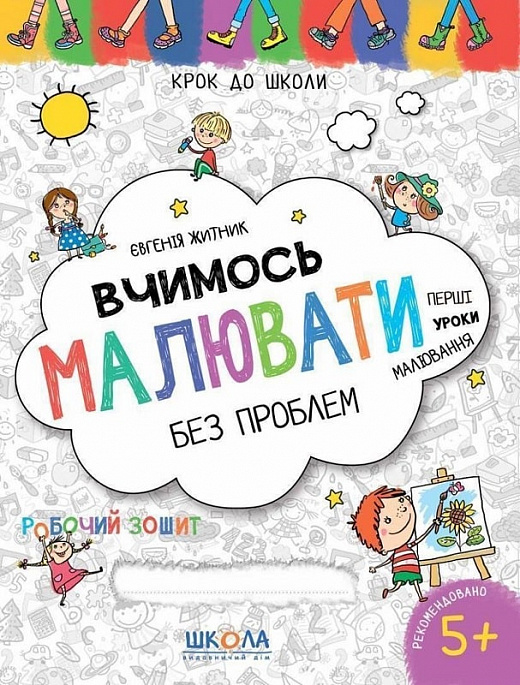 КРОК ДО ШКОЛИ
ЄВГЕНІЯ ЖИТНИК
ВЧИМОСЬ
МАЛЮВАТИ
БЕЗ ПРОБЛЕМ
ПЕРШІ
УРОКИ
МАЛЮВАННЯ
РОБОЧИЙ ЗОШИТ
РЕКОМЕНДОВАНО
5+
ШКОЛА
видавничий дім